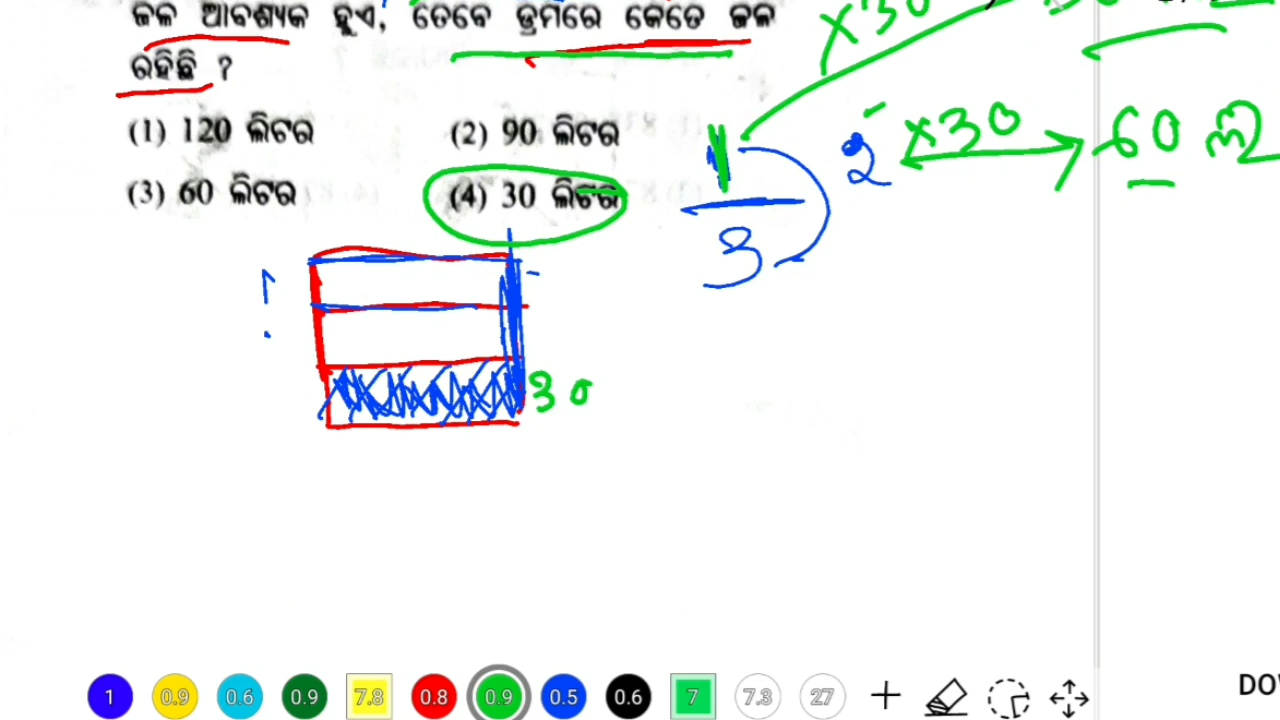 ଜଳ ଆବଶ୍ୟକ ହୁଏ, ତେବେ ଡ୍ରମରେ କେତେ ଜଳ
ରହିଛି ?
(1) 120 ଲିଟର (2) 90 ଲିଟର
(3) 60 ଲିଟର (4) 30 ଲିଟର
×30
1
3
2 ×30 60 ଲି
30
1 0.9 0.6 0.9 7.8 0.8 0.9 0.5 0.6 7 7.3 27